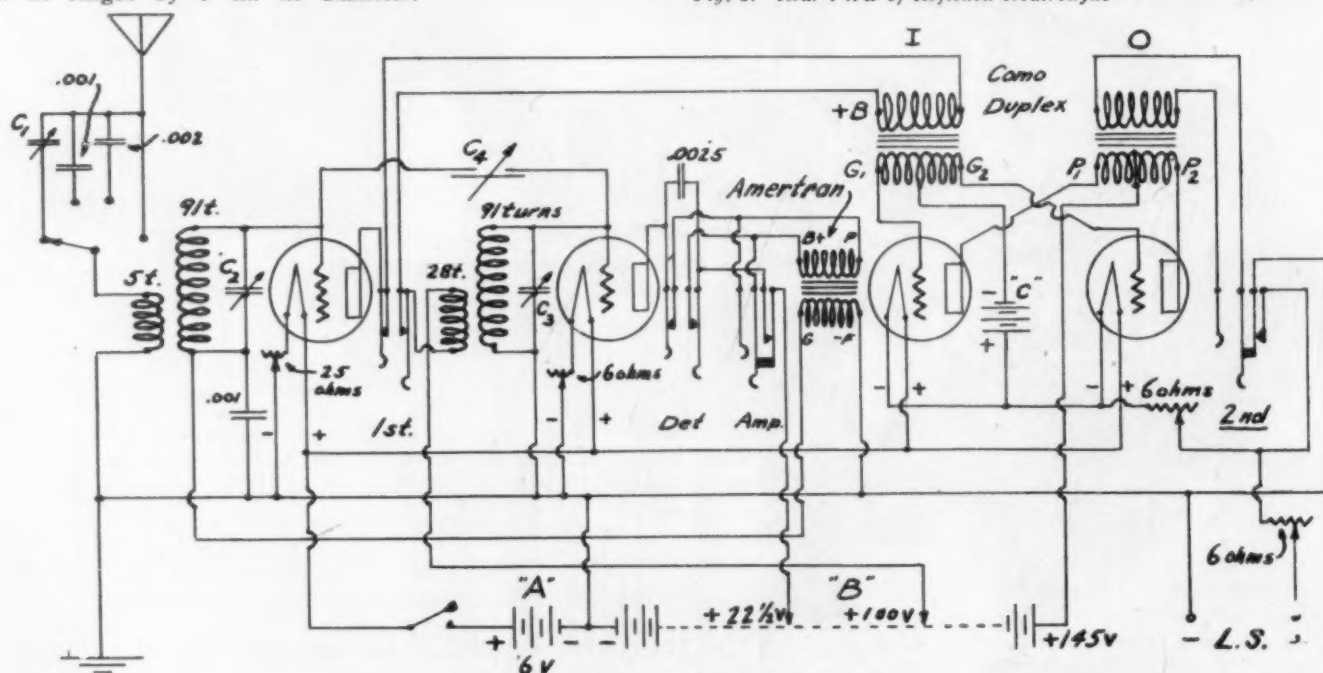 I
O
.001
C1
.002
Como
Duplex
+B
C4
.0025
Amertran
G1
G2
P1
P2
91t.
91turns
B+
P
5t.
C2
28t.
C3
"C"
-
+
G
-F
25
ohms
6ohms
.001
-
+
-
+
-
+
-
+
6ohms
1st.
Det
Amp.
2nd
6ohms
"A"
"B"
+22½v
+100v
+
-
-
+145v
6v
- L.S. +